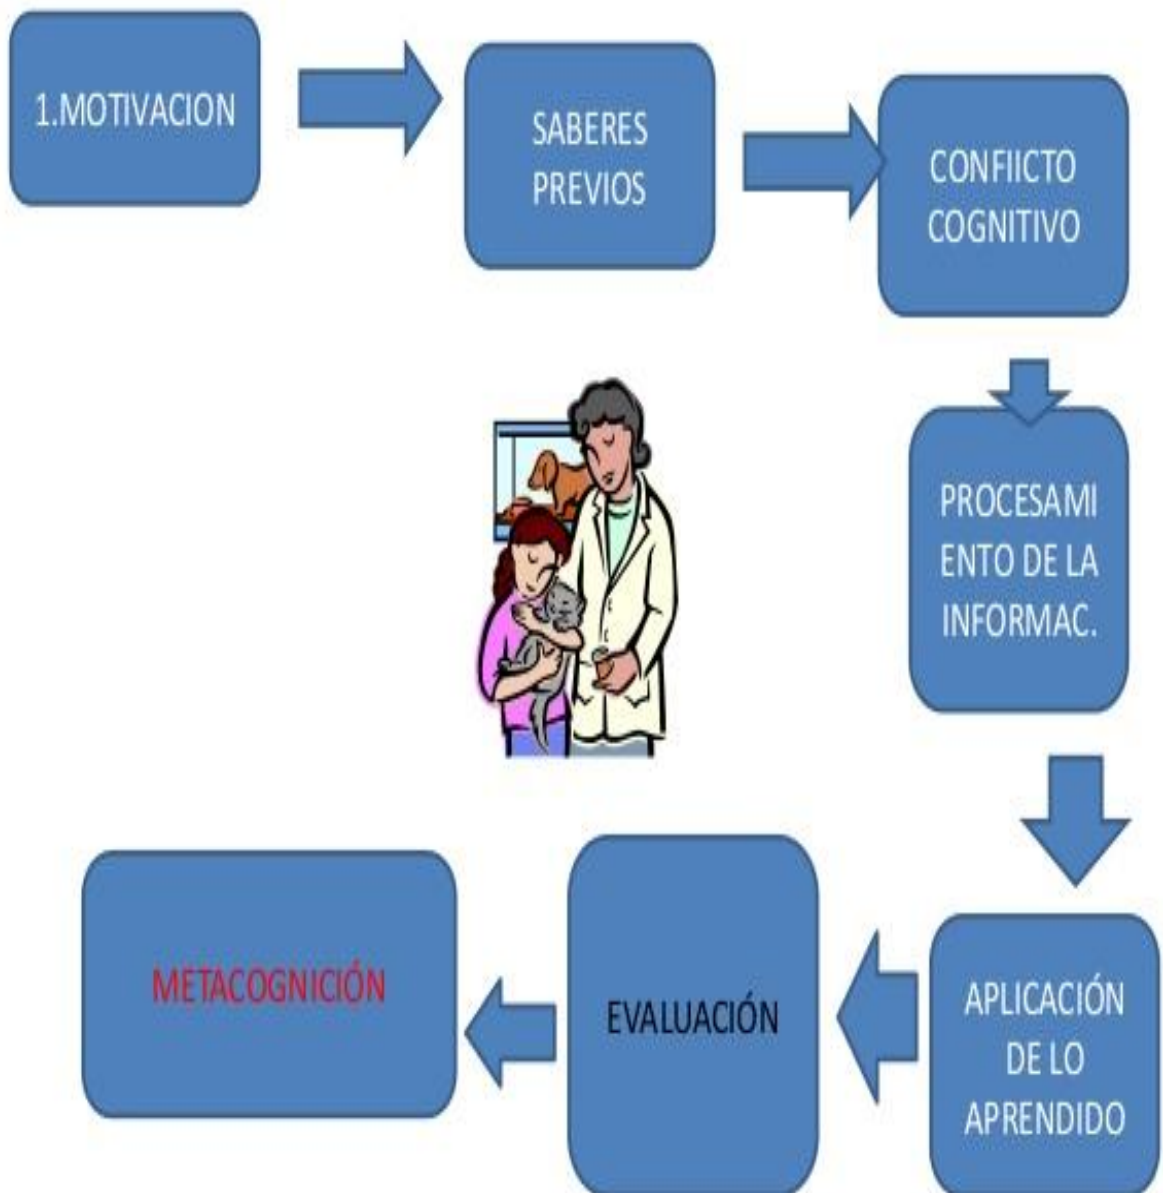 1.MOTIVACION
SABERES
PREVIOS
CONFIICTO
COGNITIVO
PROCESAMI
ENTO DE LA
INFORMAC.
APLICACIÓN
DE LO
APRENDIDO
EVALUACIÓN
METACOGNICIÓN